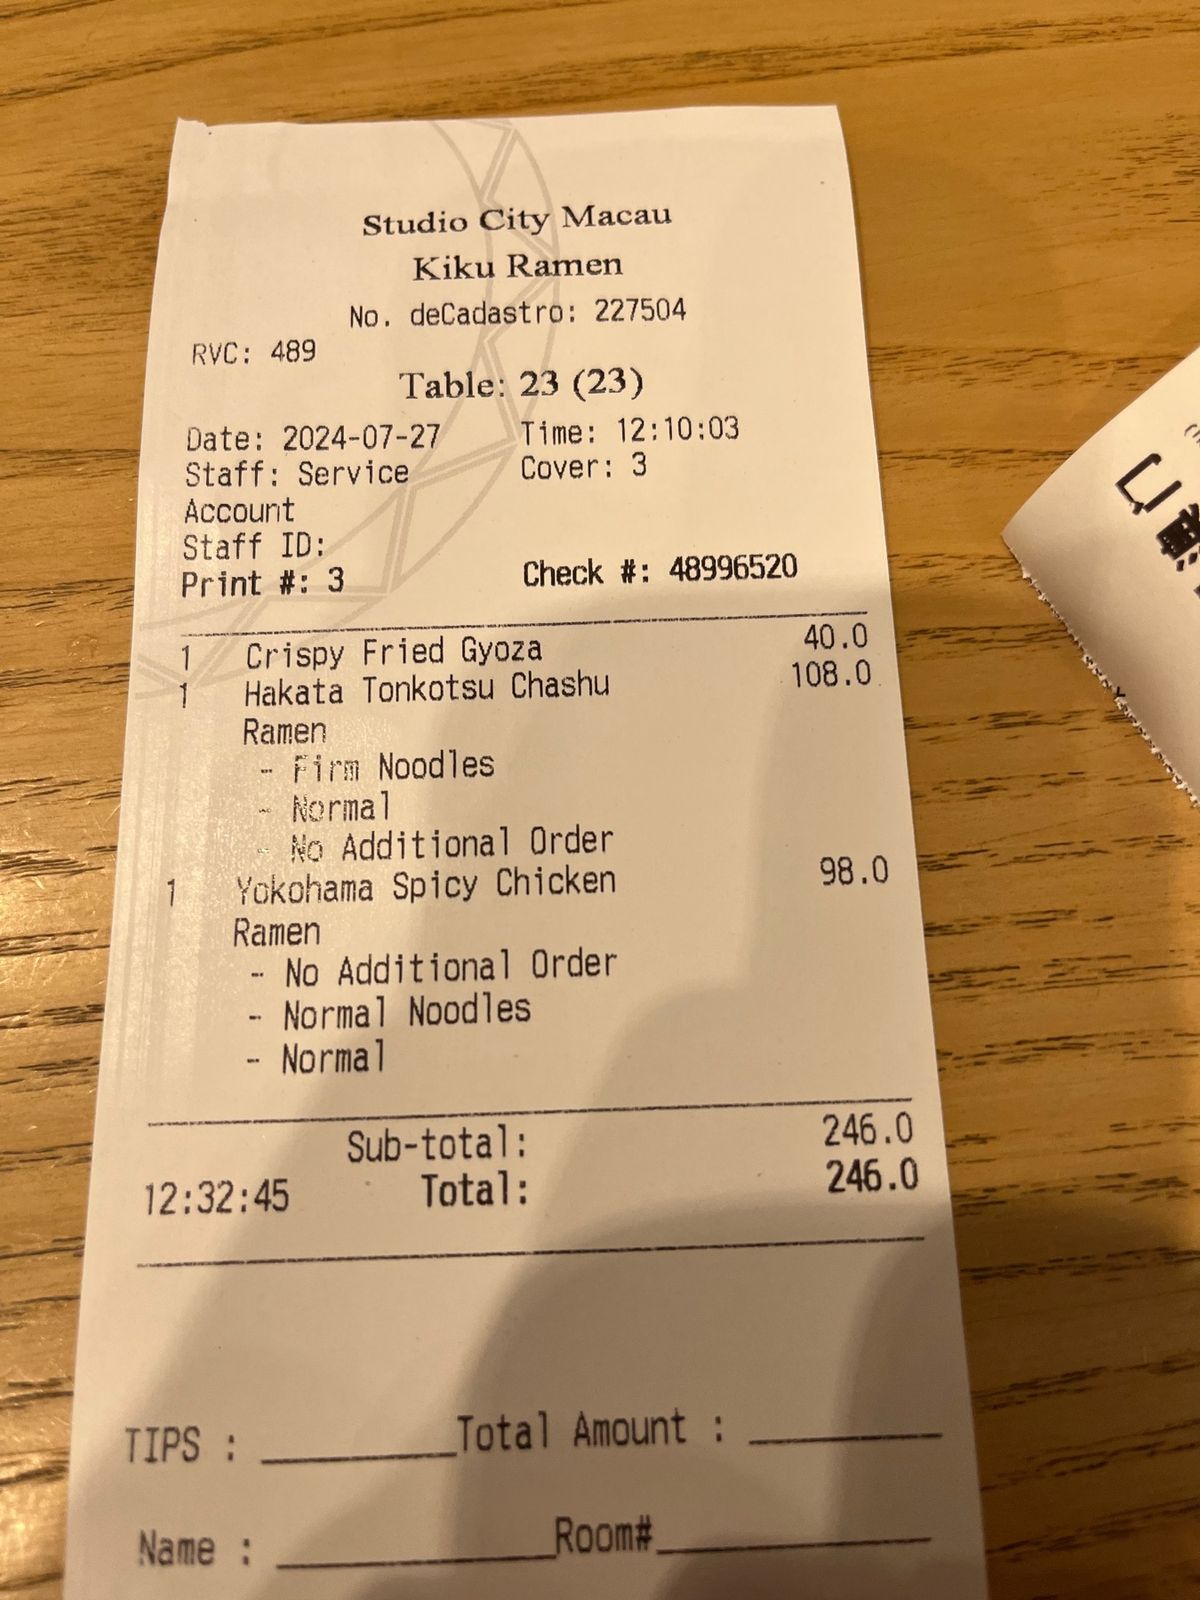 Studio City Macau
Kiku Ramen
No. deCadastro: 227504
RVC: 489
Table: 23 (23)
Date: 2024-07-27 Time: 12:10:03
Staff: Service Cover: 3
Account
Staff ID:
Print #: 3 Check #: 48996520
1 Crispy Fried Gyoza 40.0
1 Hakata Tonkotsu Chashu 108.0
Ramen
- Firm Noodles
- Normal
- No Additional Order
1 Yokohama Spicy Chicken 98.0
Ramen
- No Additional Order
- Normal Noodles
- Normal
Sub-total: 246.0
12:32:45 Total: 246.0
TIPS : __________Total Amount : __________
Name : ______________Room#______________